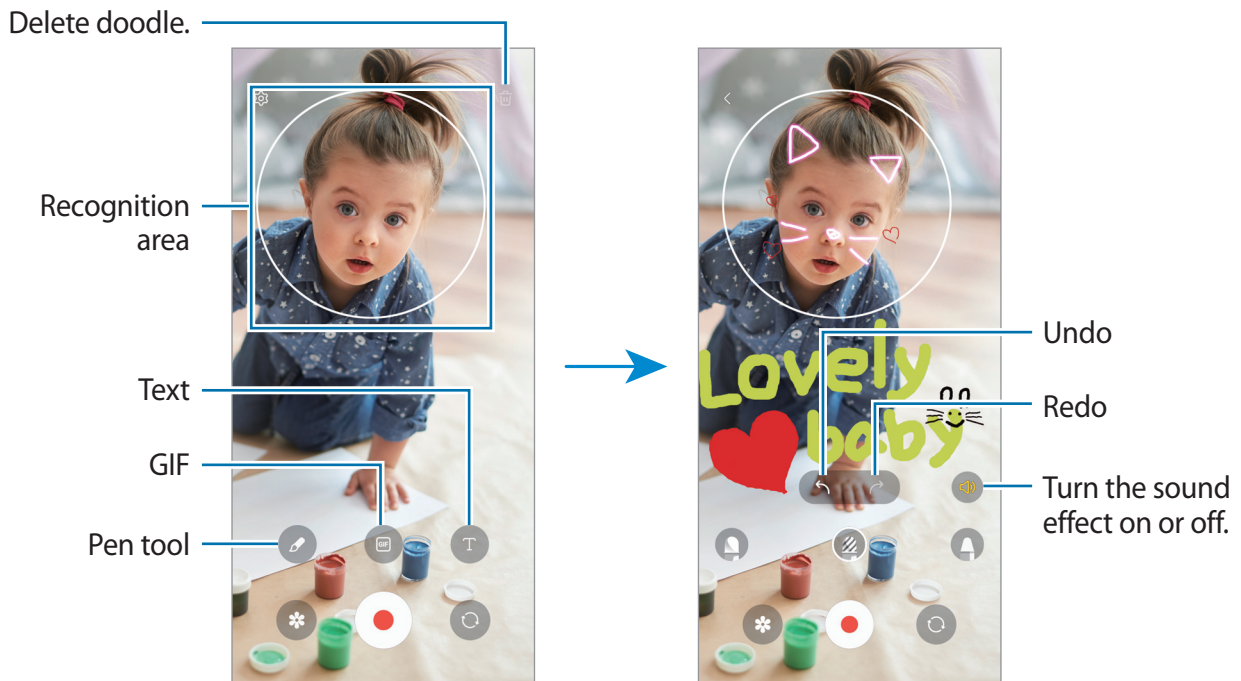 Delete doodle.
Recognition
area
Text
GIF
Pen tool
GIF
T
Lovely
baby
Undo
Redo
Turn the sound
effect on or off.